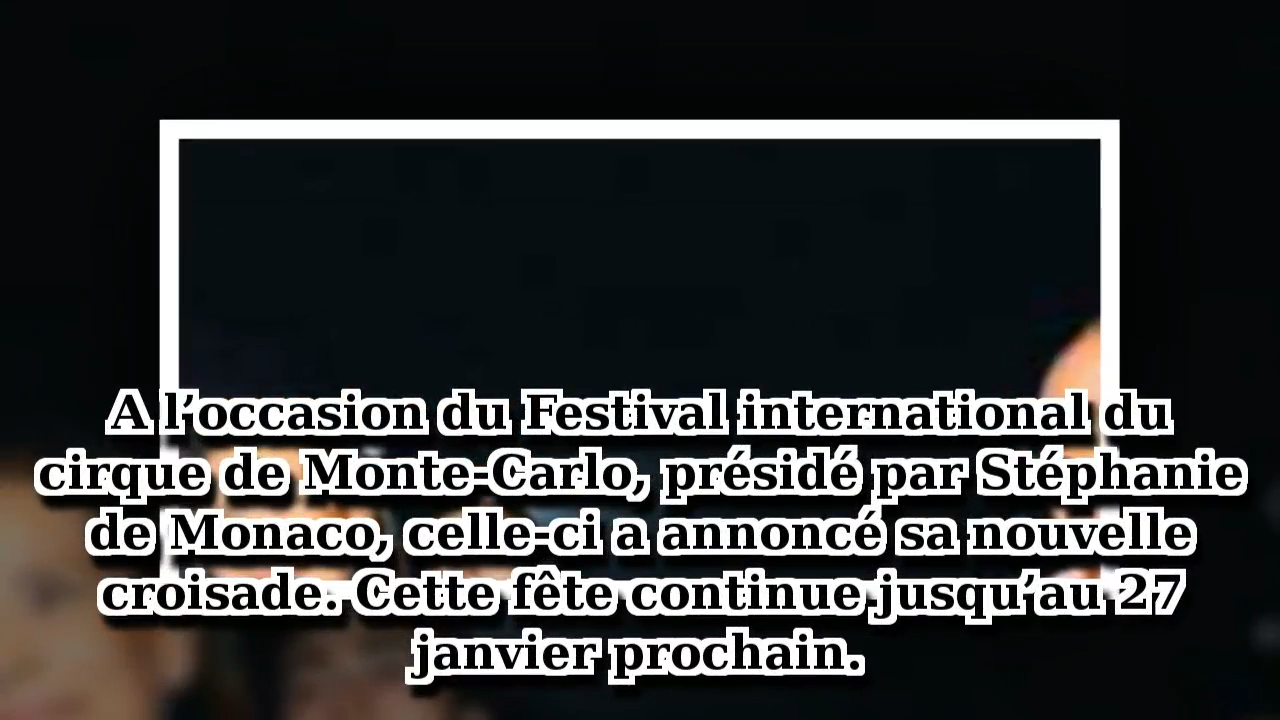 A l’occasion du Festival international du
cirque de Monte-Carlo, présidé par Stéphanie
de Monaco, celle-ci a annoncé sa nouvelle
croisade. Cette fête continue jusqu’au 27
janvier prochain.